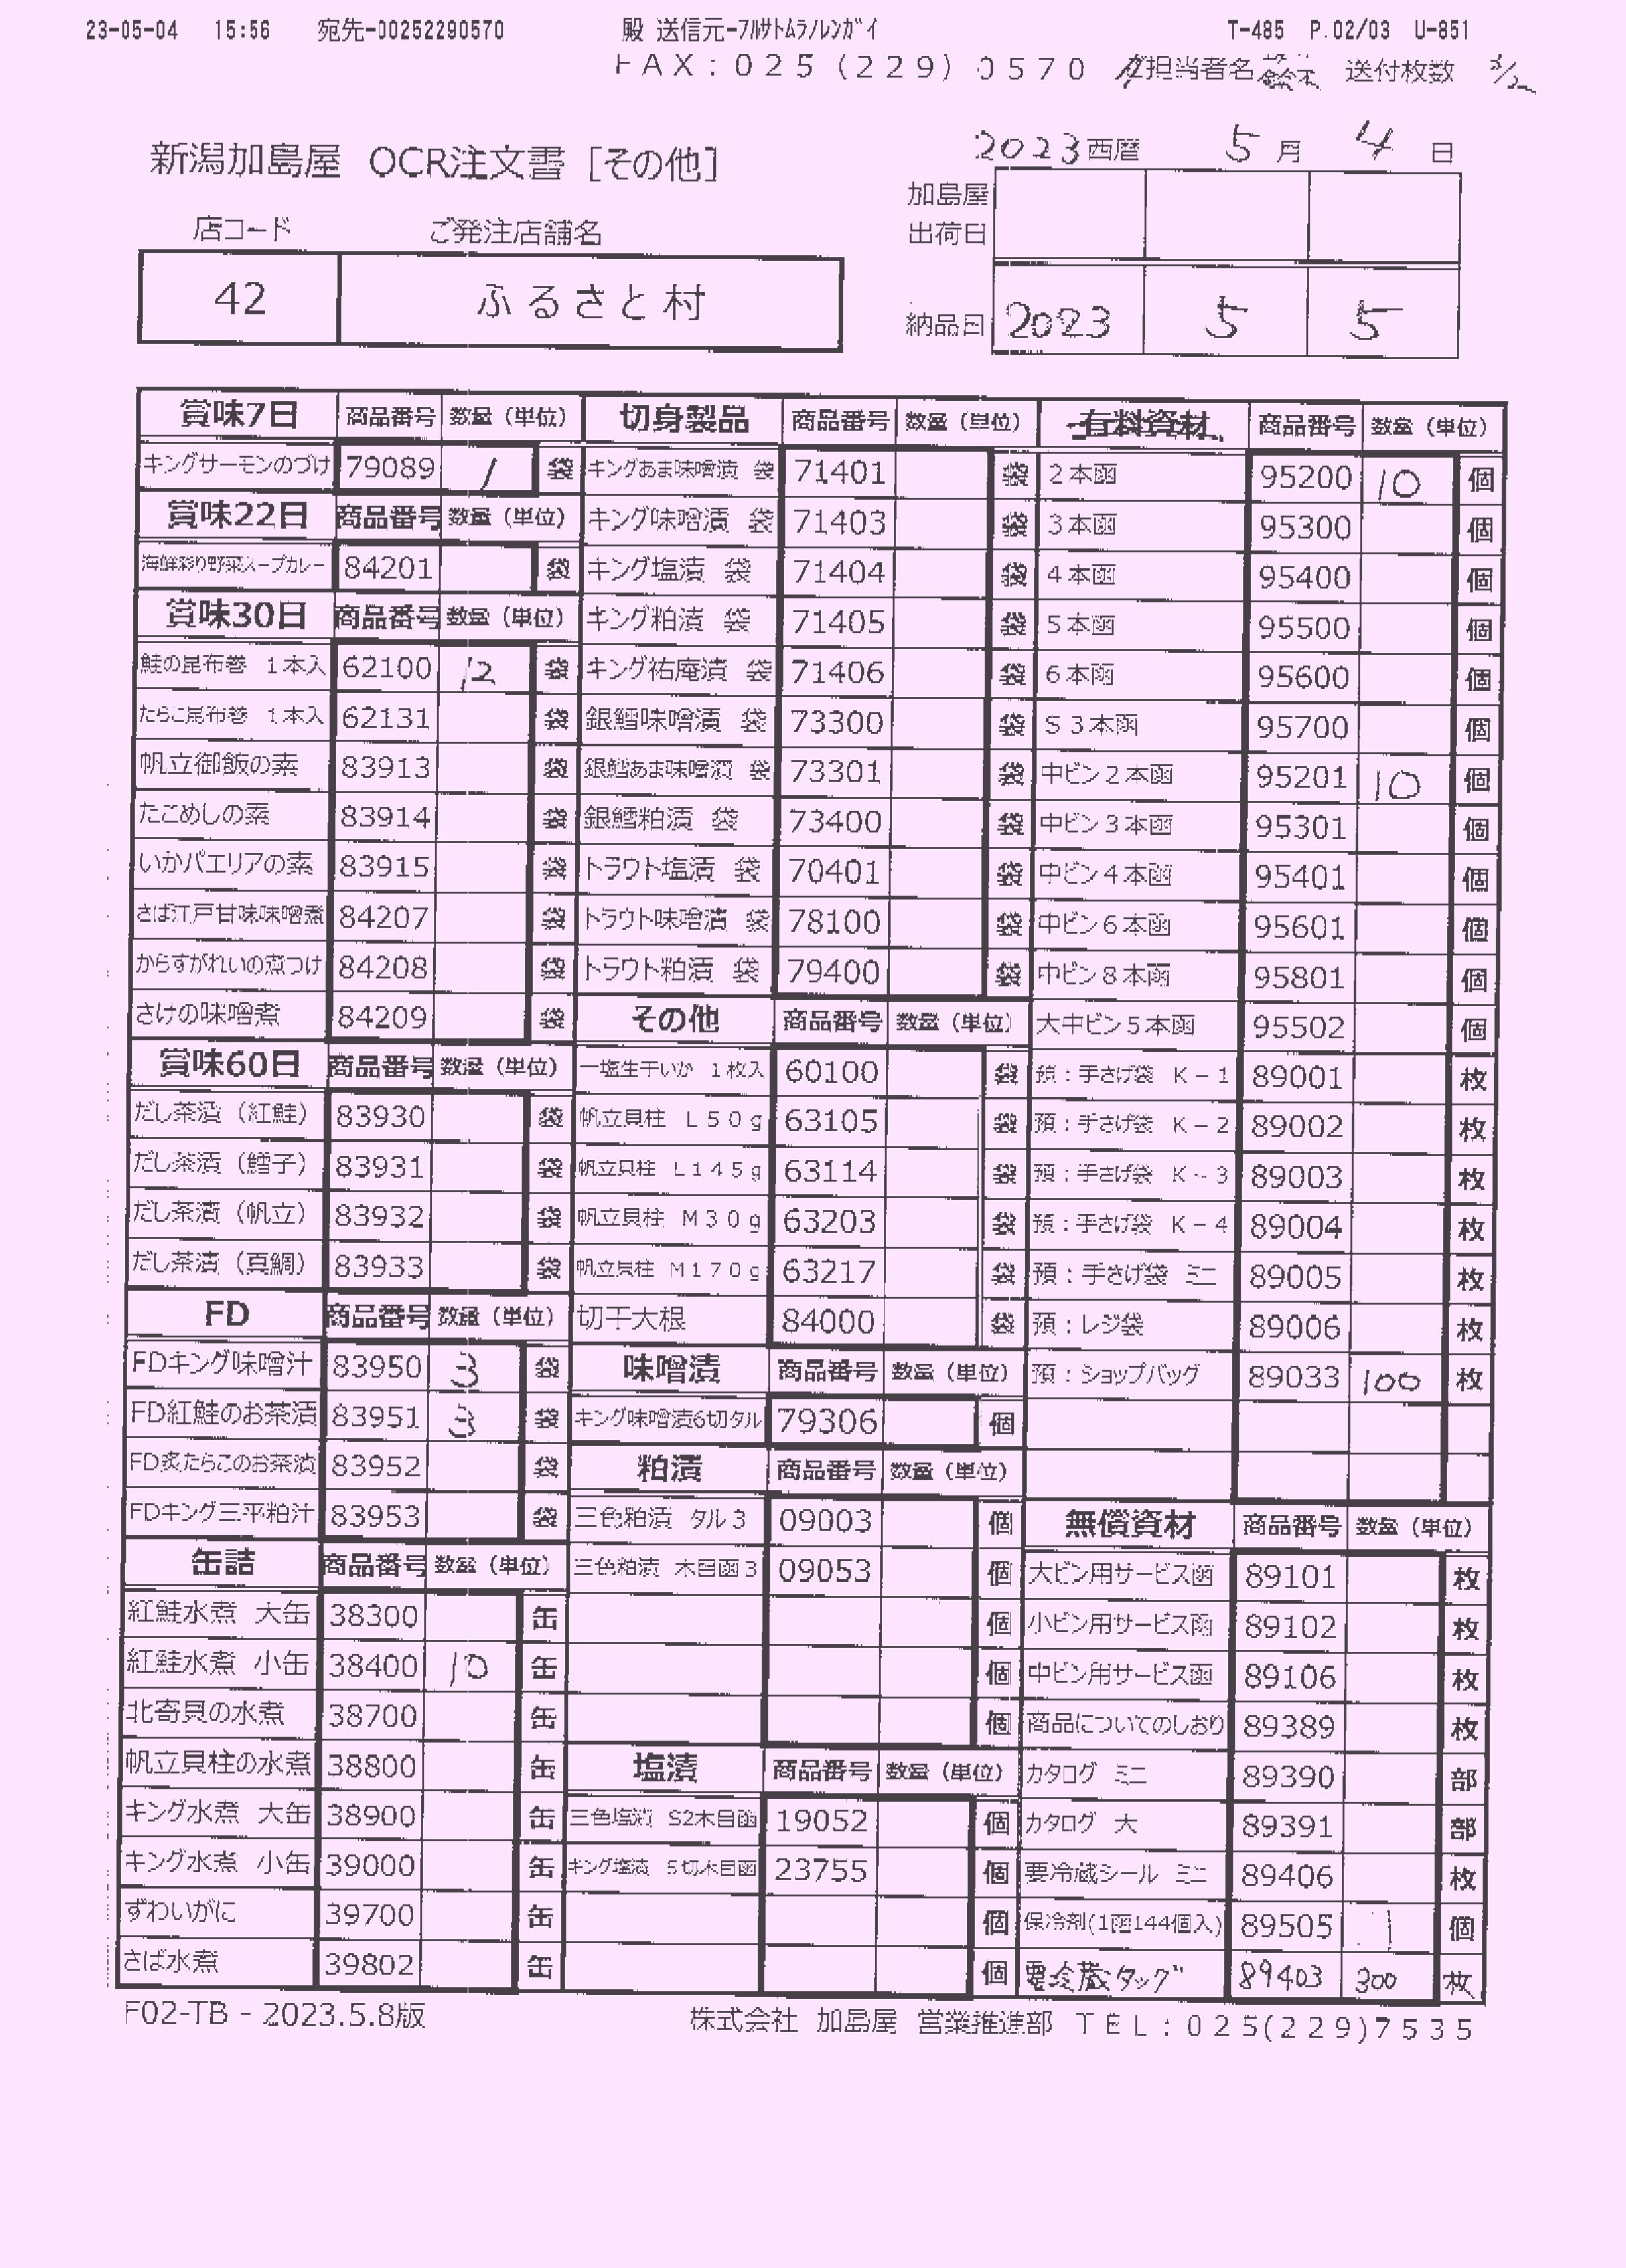 23-05-04 15:56 宛先-00252290570 殿 送信元-フルサトムラノレンガイ T-485 P.02/03 U-851
FAX:025(229)0570 ご担当者名 鈴木 送付枚数 3/2
新潟加島屋 OCR注文書 [その他]
2023西暦 5月 4日
加島屋出荷日
店コード ご発注店舗名
42 ふるさと村
納品日 2023 5 5
賞味7日 商品番号 数量(単位)
キングサーモンのづけ 79089 1 袋
賞味22日 商品番号 数量(単位)
海鮮彩り野菜スープカレー 84201 袋
賞味30日 商品番号 数量(単位)
鮭の昆布巻 1本入 62100 12 袋
たらこ昆布巻 1本入 62131 袋
帆立御飯の素 83913 袋
たこめしの素 83914 袋
いかパエリアの素 83915 袋
さば江戸甘味味噌煮 84207 袋
からすがれいの煮つけ 84208 袋
さけの味噌煮 84209 袋
賞味60日 商品番号 数量(単位)
だし茶漬(紅鮭) 83930 袋
だし茶漬(鱈子) 83931 袋
だし茶漬(帆立) 83932 袋
だし茶漬(真鯛) 83933 袋
FD 商品番号 数量(単位)
FDキング味噌汁 83950 3 袋
FD紅鮭のお茶漬 83951 3 袋
FD炙たらこのお茶漬 83952 袋
FDキング三平粕汁 83953 袋
缶詰 商品番号 数量(単位)
紅鮭水煮 大缶 38300 缶
紅鮭水煮 小缶 38400 10 缶
北寄貝の水煮 38700 缶
帆立貝柱の水煮 38800 缶
キング水煮 大缶 38900 缶
キング水煮 小缶 39000 缶
ずわいがに 39700 缶
さば水煮 39802 缶
切身製品 商品番号 数量(単位)
キングあま味噌漬 袋 71401 袋
キング味噌漬 袋 71403 袋
キング塩漬 袋 71404 袋
キング粕漬 袋 71405 袋
キング祐庵漬 袋 71406 袋
銀鱈味噌漬 袋 73300 袋
銀鱈あま味噌漬 袋 73301 袋
銀鱈粕漬 袋 73400 袋
トラウト塩漬 袋 70401 袋
トラウト味噌漬 袋 78100 袋
トラウト粕漬 袋 79400 袋
その他 商品番号 数量(単位)
一塩生干いか 1枚入 60100 袋
帆立貝柱 L50g 63105 袋
帆立貝柱 L145g 63114 袋
帆立貝柱 M30g 63203 袋
帆立貝柱 M170g 63217 袋
切干大根 84000 袋
味噌漬 商品番号 数量(単位)
キング味噌漬6切タル 79306 個
粕漬 商品番号 数量(単位)
三色粕漬 タル3 09003 個
三色粕漬 木目函3 09053 個
個
個
個
塩漬 商品番号 数量(単位)
三色塩漬 S2木目函 19052 個
キング塩漬 5切木目函 23755 個
個
個
有料資材 商品番号 数量(単位)
2本函 95200 10 個
3本函 95300 個
4本函 95400 個
5本函 95500 個
6本函 95600 個
S3本函 95700 個
中ビン2本函 95201 10 個
中ビン3本函 95301 個
中ビン4本函 95401 個
中ビン6本函 95601 個
中ビン8本函 95801 個
大中ビン5本函 95502 個
預:手さげ袋 K-1 89001 枚
預:手さげ袋 K-2 89002 枚
預:手さげ袋 K-3 89003 枚
預:手さげ袋 K-4 89004 枚
預:手さげ袋 ミニ 89005 枚
預:レジ袋 89006 枚
預:ショップバッグ 89033 100 枚
無償資材 商品番号 数量(単位)
大ビン用サービス函 89101 枚
小ビン用サービス函 89102 枚
中ビン用サービス函 89106 枚
商品についてのしおり 89389 枚
カタログ ミニ 89390 部
カタログ 大 89391 部
要冷蔵シール ミニ 89406 枚
保冷剤(1函144個入) 89505 1 個
要冷蔵タッグ 89403 300 枚
F02-TB - 2023.5.8版
株式会社 加島屋 営業推進部 TEL:025(229)7535